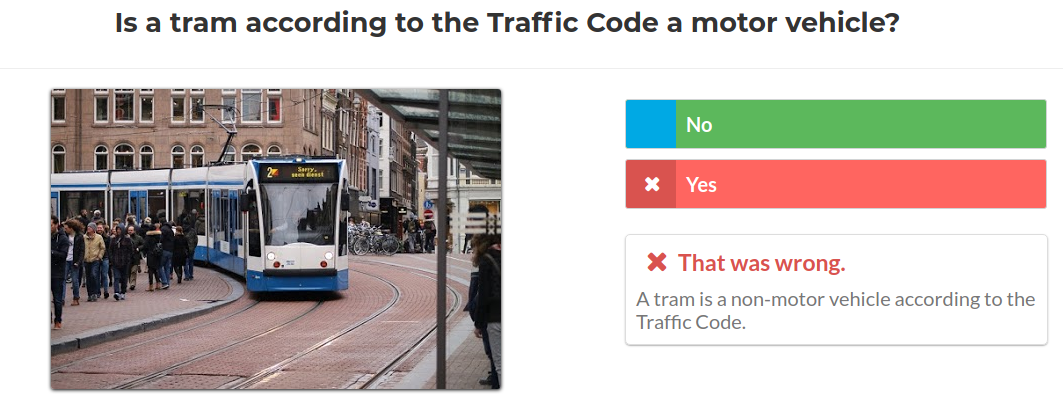 Is a tram according to the Traffic Code a motor vehicle?
2
Sorry,
geen dienst
No
Yes
That was wrong.
A tram is a non-motor vehicle according to the
Traffic Code.